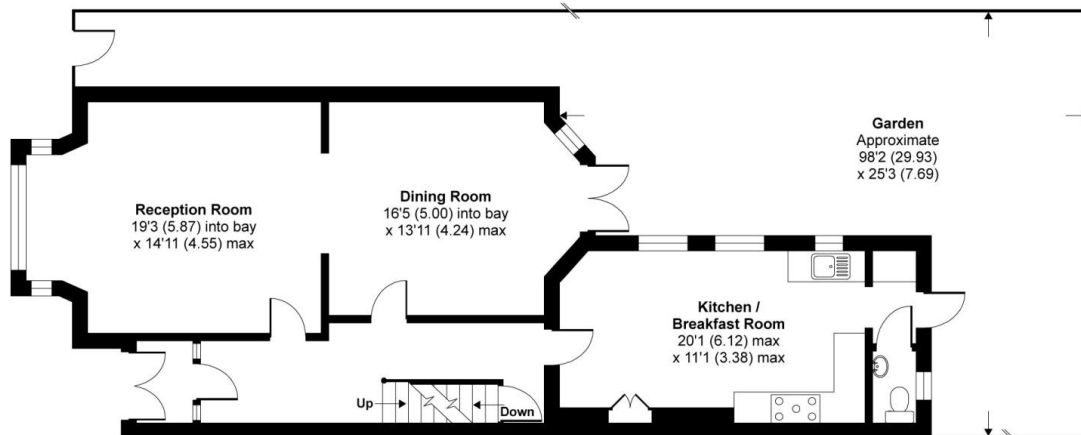 Garden
Approximate
98'2 (29.93)
x 25'3 (7.69)
Reception Room
19'3 (5.87) into bay
x 14'11 (4.55) max
Dining Room
16'5 (5.00) into bay
x 13'11 (4.24) max
Kitchen /
Breakfast Room
20'1 (6.12) max
x 11'1 (3.38) max
Up
Down